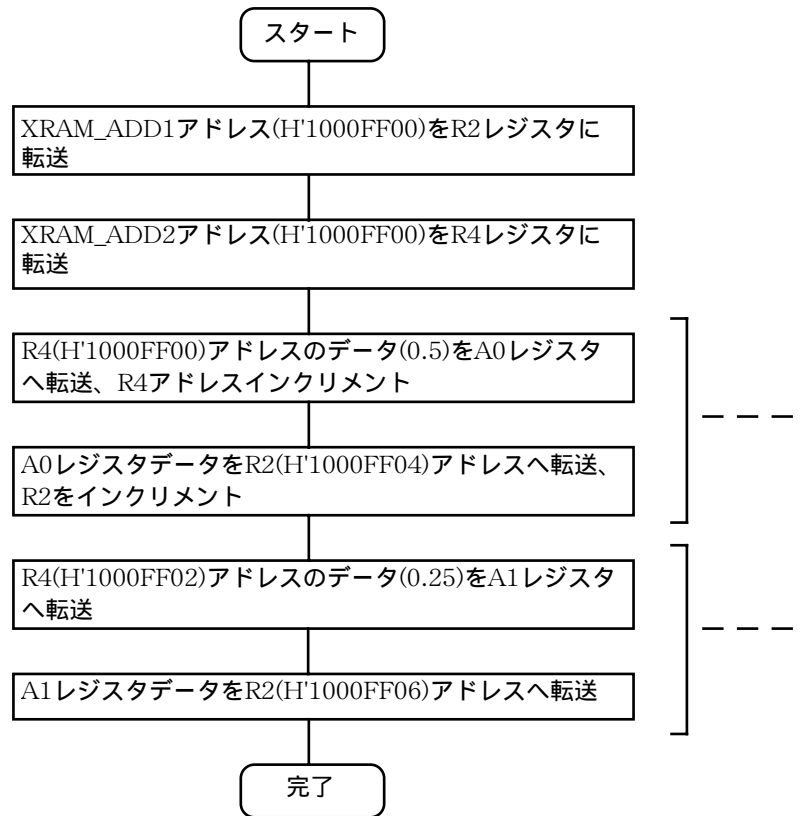 スタート
XRAM_ADD1アドレス(H'1000FF00)をR2レジスタに
転送
XRAM_ADD2アドレス(H'1000FF00)をR4レジスタに
転送
R4(H'1000FF00)アドレスのデータ(0.5)をA0レジスタ
へ転送、R4アドレスインクリメント
A0レジスタデータをR2(H'1000FF04)アドレスへ転送、
R2をインクリメント
R4(H'1000FF02)アドレスのデータ(0.25)をA1レジスタ
へ転送
A1レジスタデータをR2(H'1000FF06)アドレスへ転送
完了